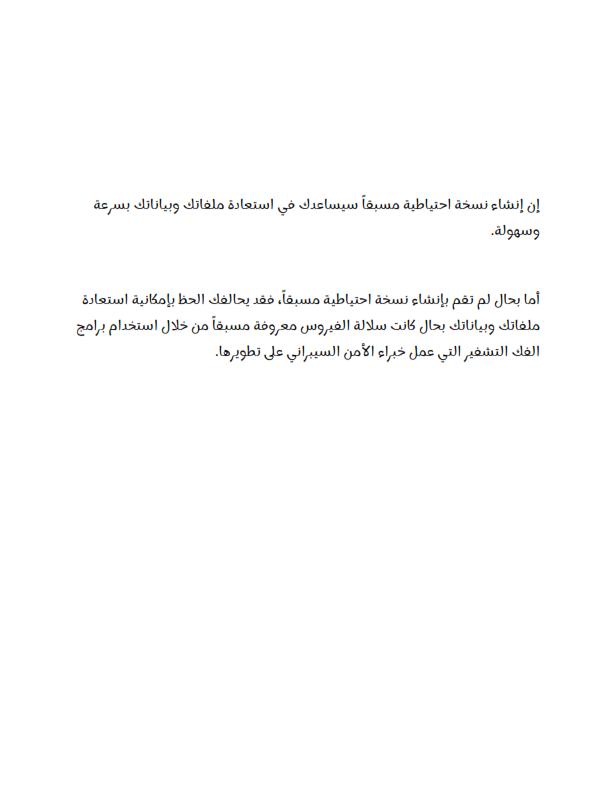 إن إنشاء نسخة احتياطية مسبقاً سيساعدك في استعادة ملفاتك وبياناتك بسرعة
وسهولة.
أما بحال لم تقم بإنشاء نسخة احتياطية مسبقاً، فقد يحالفك الحظ بإمكانية استعادة
ملفاتك وبياناتك بحال كانت سلالة الفيروس معروفة مسبقاً من خلال استخدام برامج
الفك التشفير التي عمل خبراء الأمن السيبراني على تطويرها.